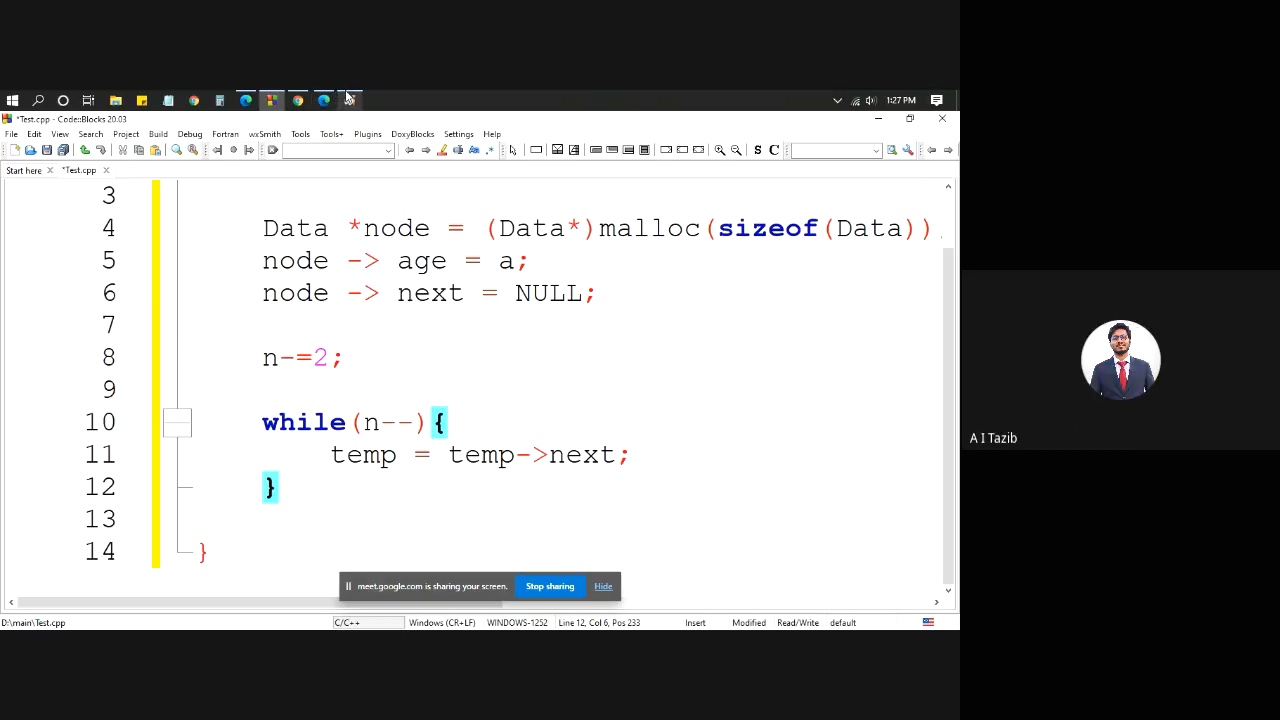 1:27 PM
*Test.cpp - Code::Blocks 20.03
File Edit View Search Project Build Debug Fortran wxSmith Tools Tools+ Plugins DoxyBlocks Settings Help
S C
Start here *Test.cpp
3
4 Data *node = (Data*)malloc(sizeof(Data))
5 node -> age = a;
6 node -> next = NULL;
7
8 n-=2;
9
10 while(n--){
11 temp = temp->next;
12 }
13
14 }
meet.google.com is sharing your screen. Stop sharing Hide
D:\main\Test.cpp C/C++ Windows (CR+LF) WINDOWS-1252 Line 12, Col 6, Pos 233 Insert Modified Read/Write default
A I Tazib